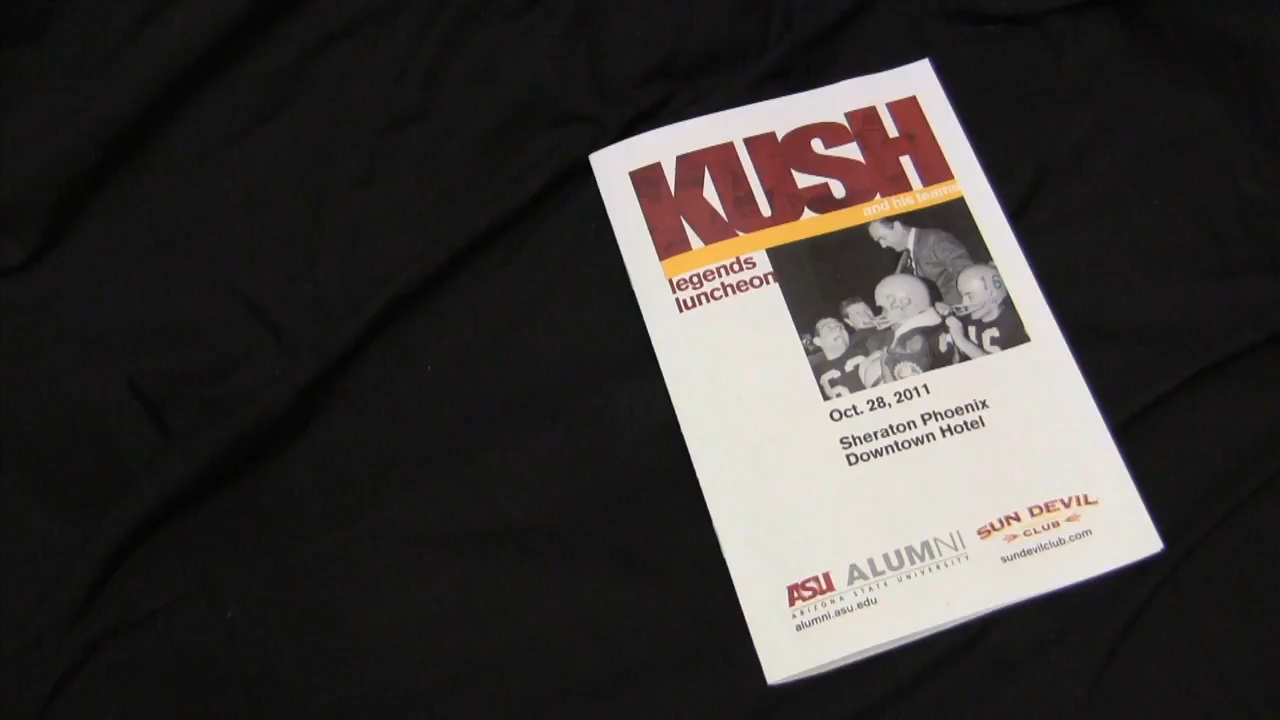 KUSH
and his teams
legends
luncheon
Oct. 28, 2011
Sheraton Phoenix
Downtown Hotel
SUN DEVIL
CLUB
sundevilclub.com
ASU ALUMNI
ARIZONA STATE UNIVERSITY
alumni.asu.edu
16